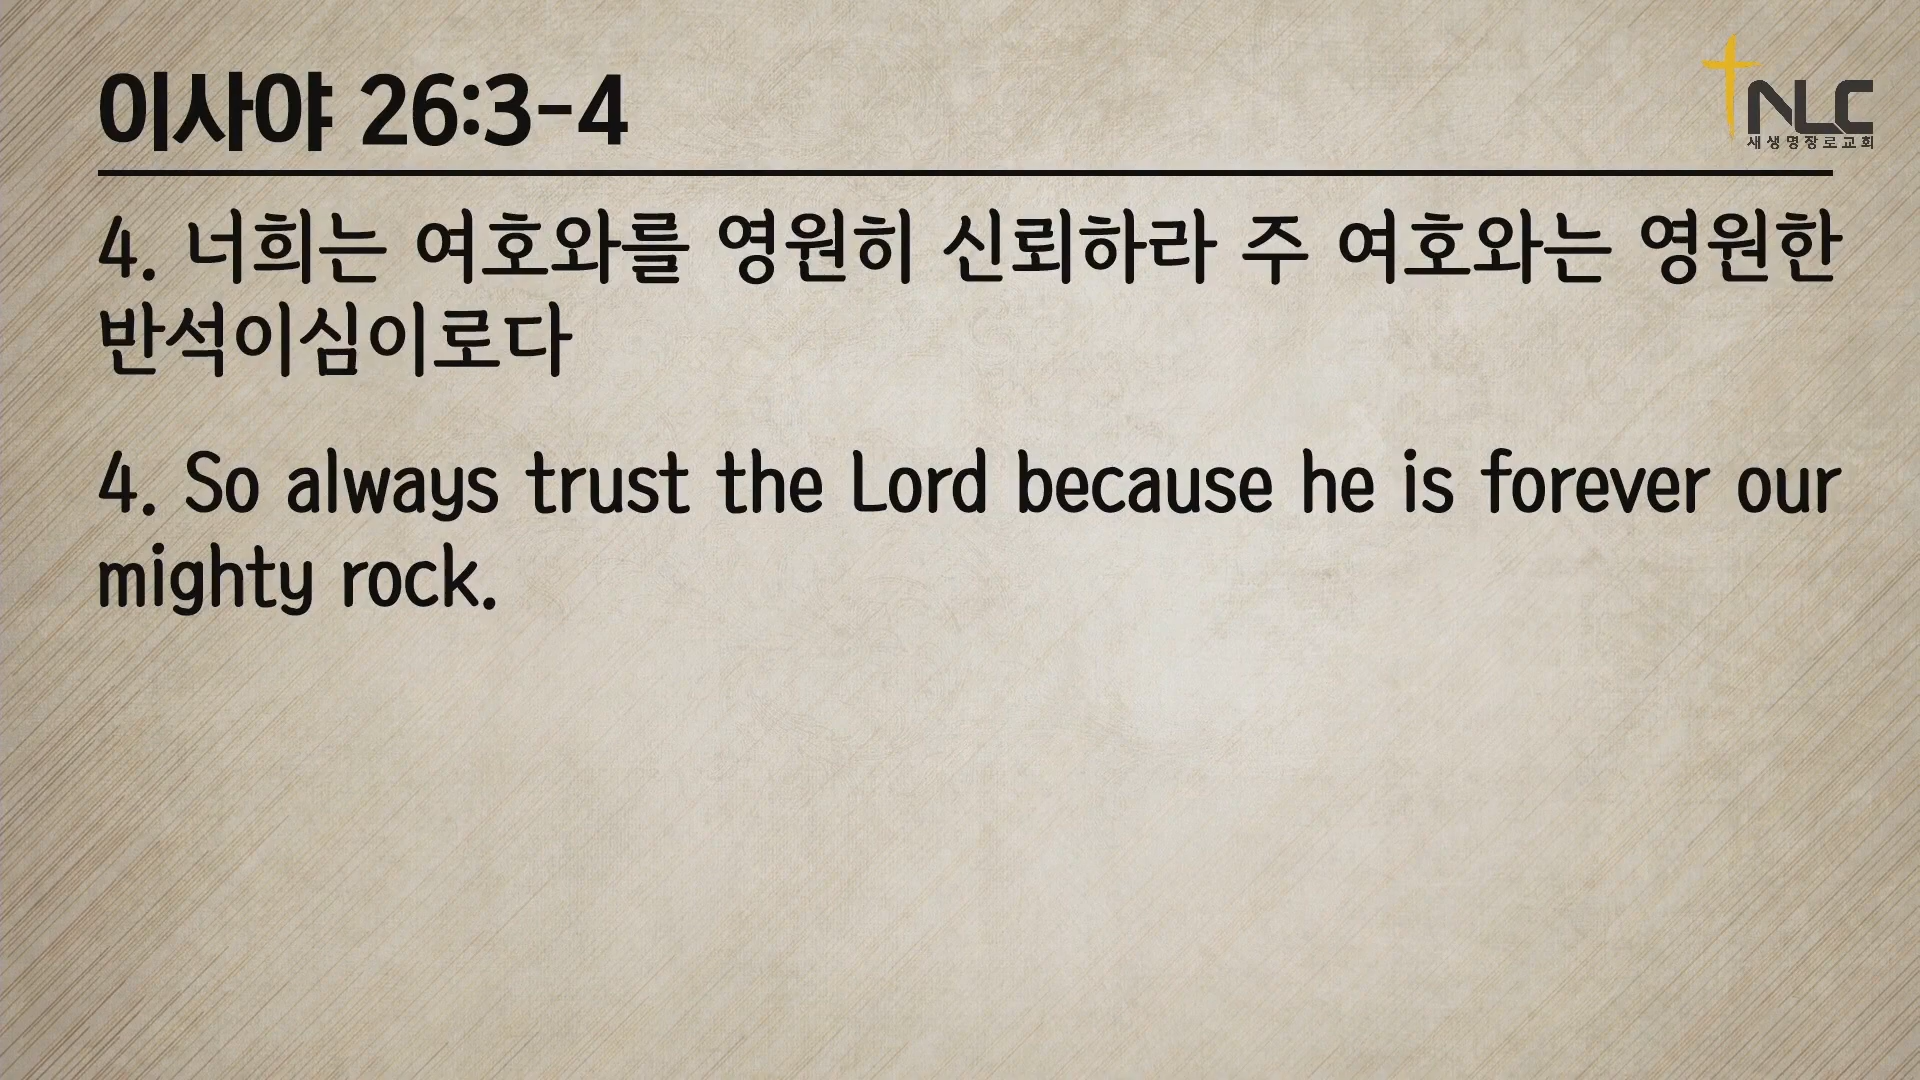 이사야 26:3-4
NLC
새생명장로교회
4. 너희는 여호와를 영원히 신뢰하라 주 여호와는 영원한
반석이심이로다
4. So always trust the Lord because he is forever our
mighty rock.